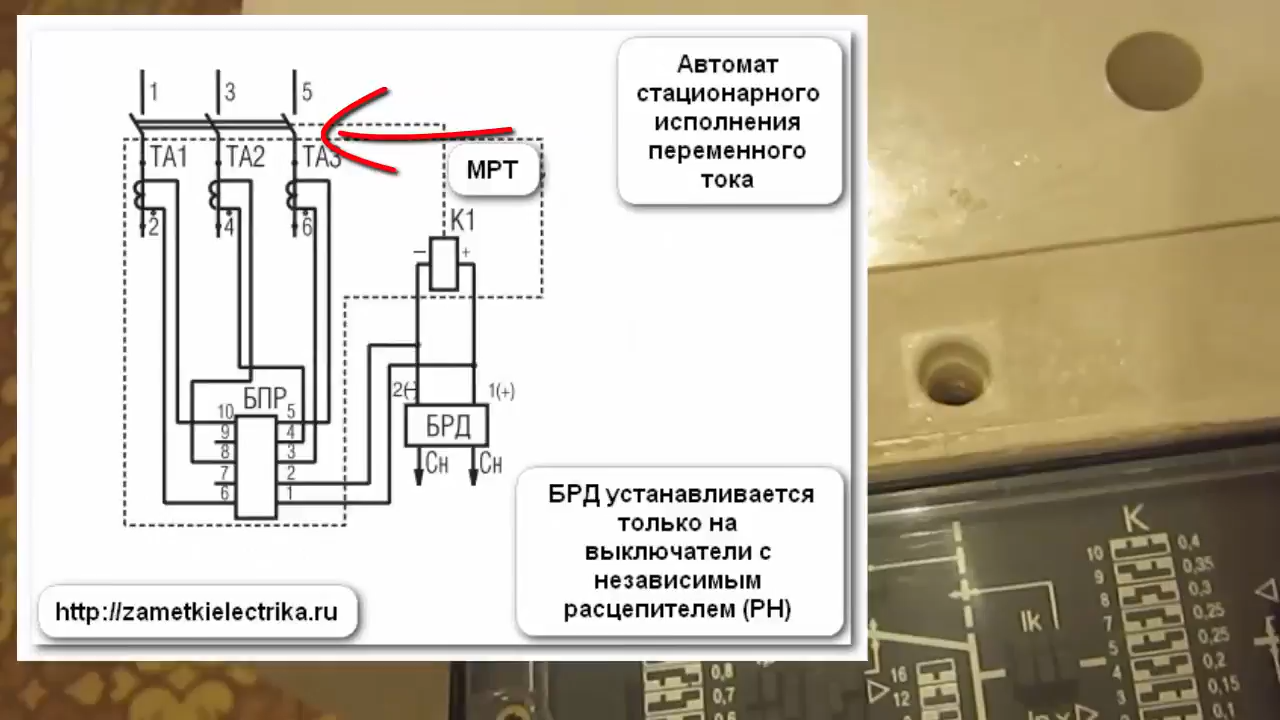 1
3
5
ТА1
ТА2
ТА3
МРТ
2
4
6
К1
–
+
БПР
10
9
8
7
6
5
4
3
2
1
2(-)
1(+)
БРД
Сн
Сн
Автомат
стационарного
исполнения
переменного
тока
БРД устанавливается
только на
выключатели с
независимым
расцепителем (РН)
http://zametkielectrika.ru
K
10
9
8
7
5
4
3
0,4
0,35
0,3
0,25
0,25
0,2
0,15
0,1
Ik
16
12
0,8
0,7